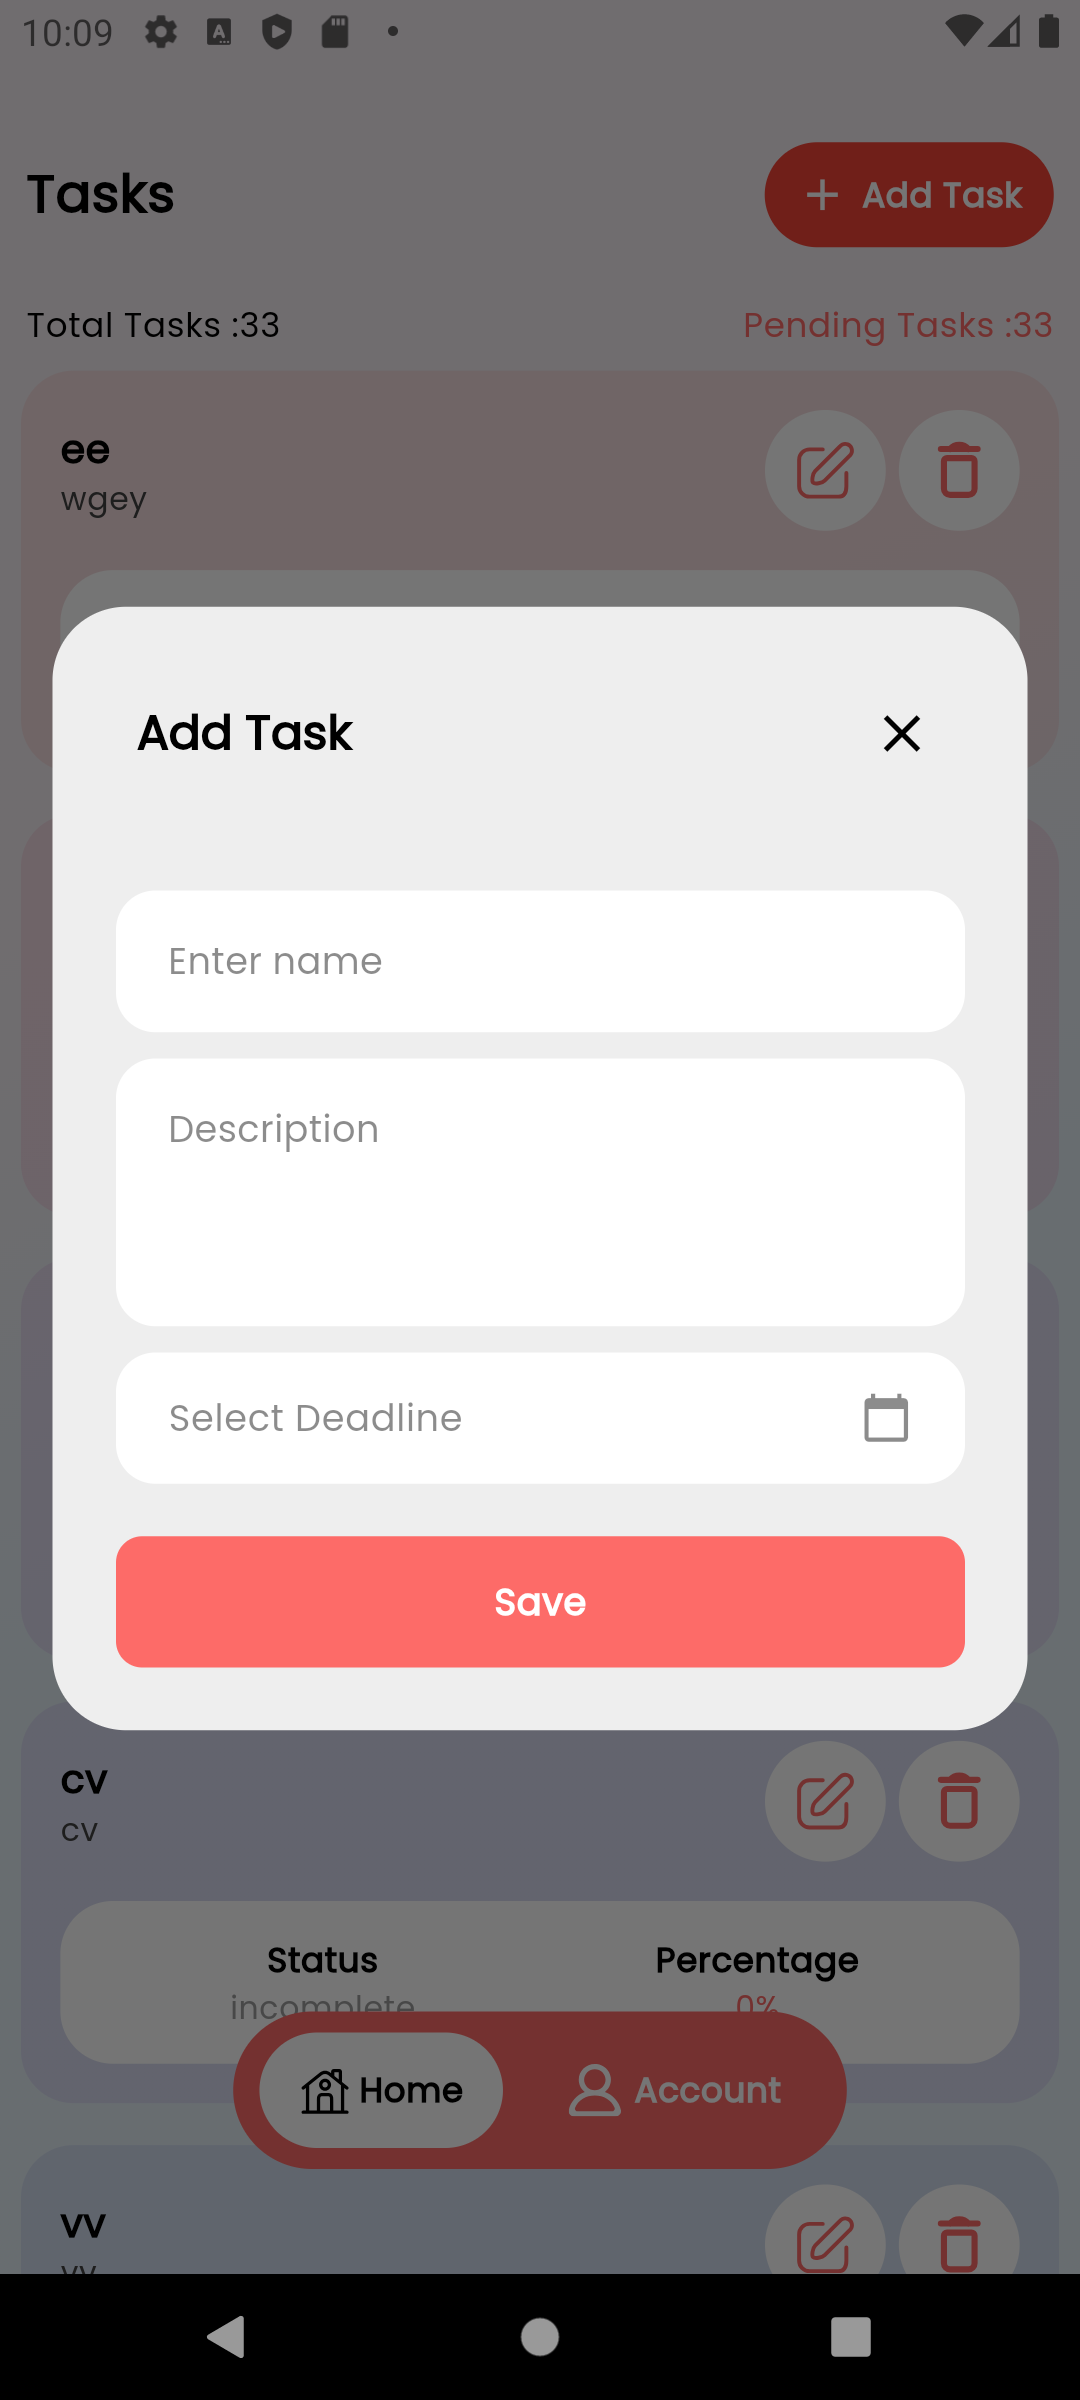 10:09
Tasks
Add Task
Total Tasks :33
Pending Tasks :33
ee
wgey
Add Task
Enter name
Description
Select Deadline
Save
cv
cv
Status
Percentage
incomplete
0%
Home
Account
vv
vv